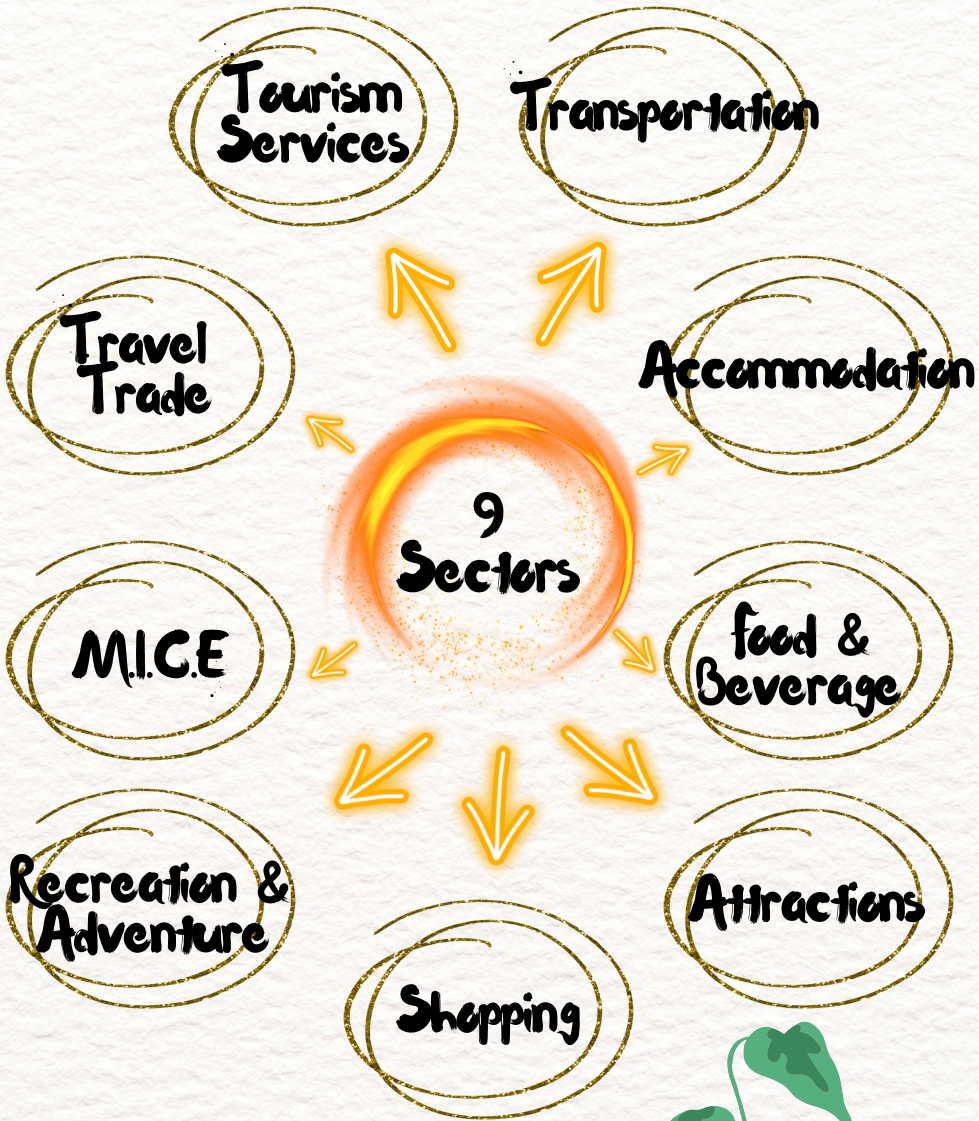 Tourism
Services
Transportation
Travel
Trade
Accommodation
9
Sectors
M.I.C.E
food &
Beverage
Recreation &
Adventure
Attractions
Shopping